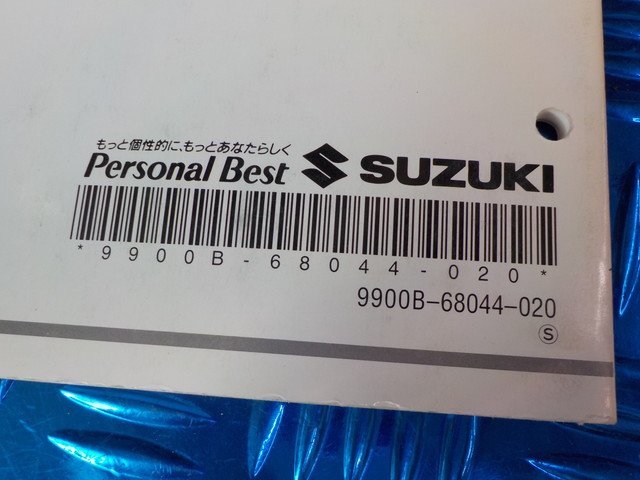 もっと個性的に、もっとあなたらしく
Personal Best SUZUKI
*9900B-68044-020*
9900B-68044-020
Ⓢ